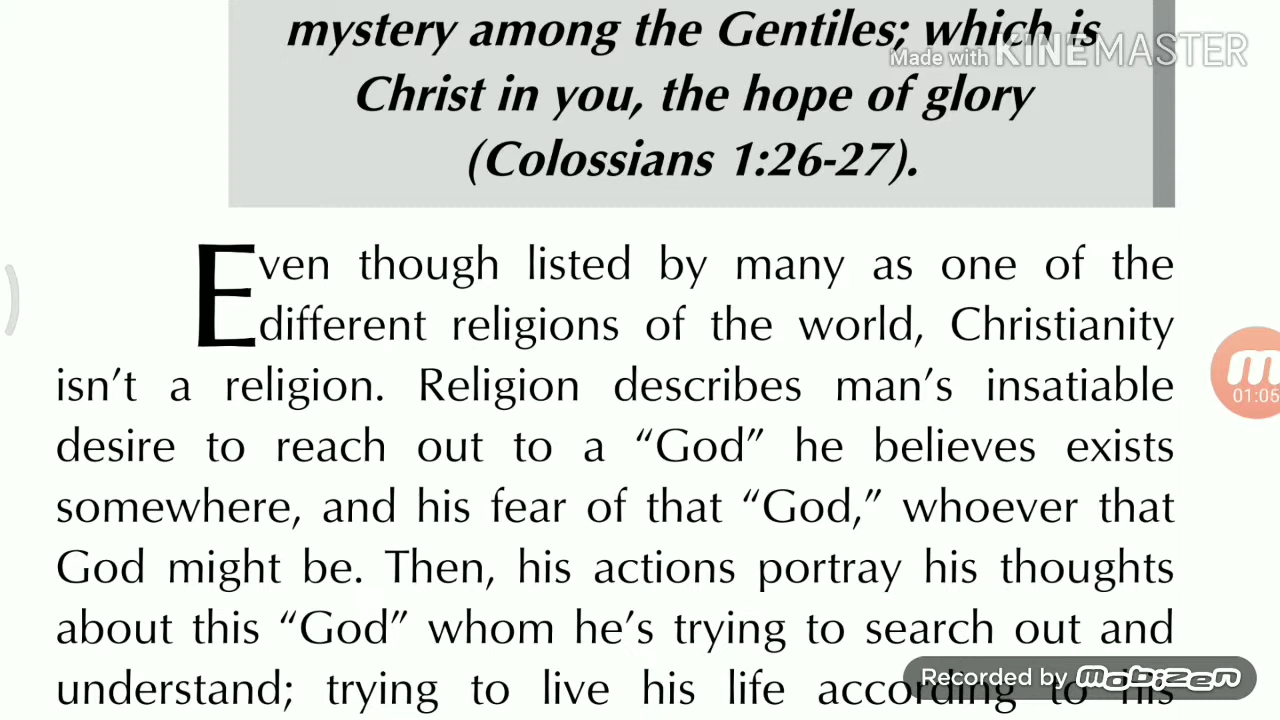 mystery among the Gentiles; which is
Made with KINEMASTER
Christ in you, the hope of glory
(Colossians 1:26-27).
Even though listed by many as one of the
different religions of the world, Christianity
isn’t a religion. Religion describes man’s insatiable
desire to reach out to a “God” he believes exists
somewhere, and his fear of that “God,” whoever that
God might be. Then, his actions portray his thoughts
about this “God” whom he’s trying to search out and
understand; trying to live his life according to his
m
01:05
Recorded by mobizen